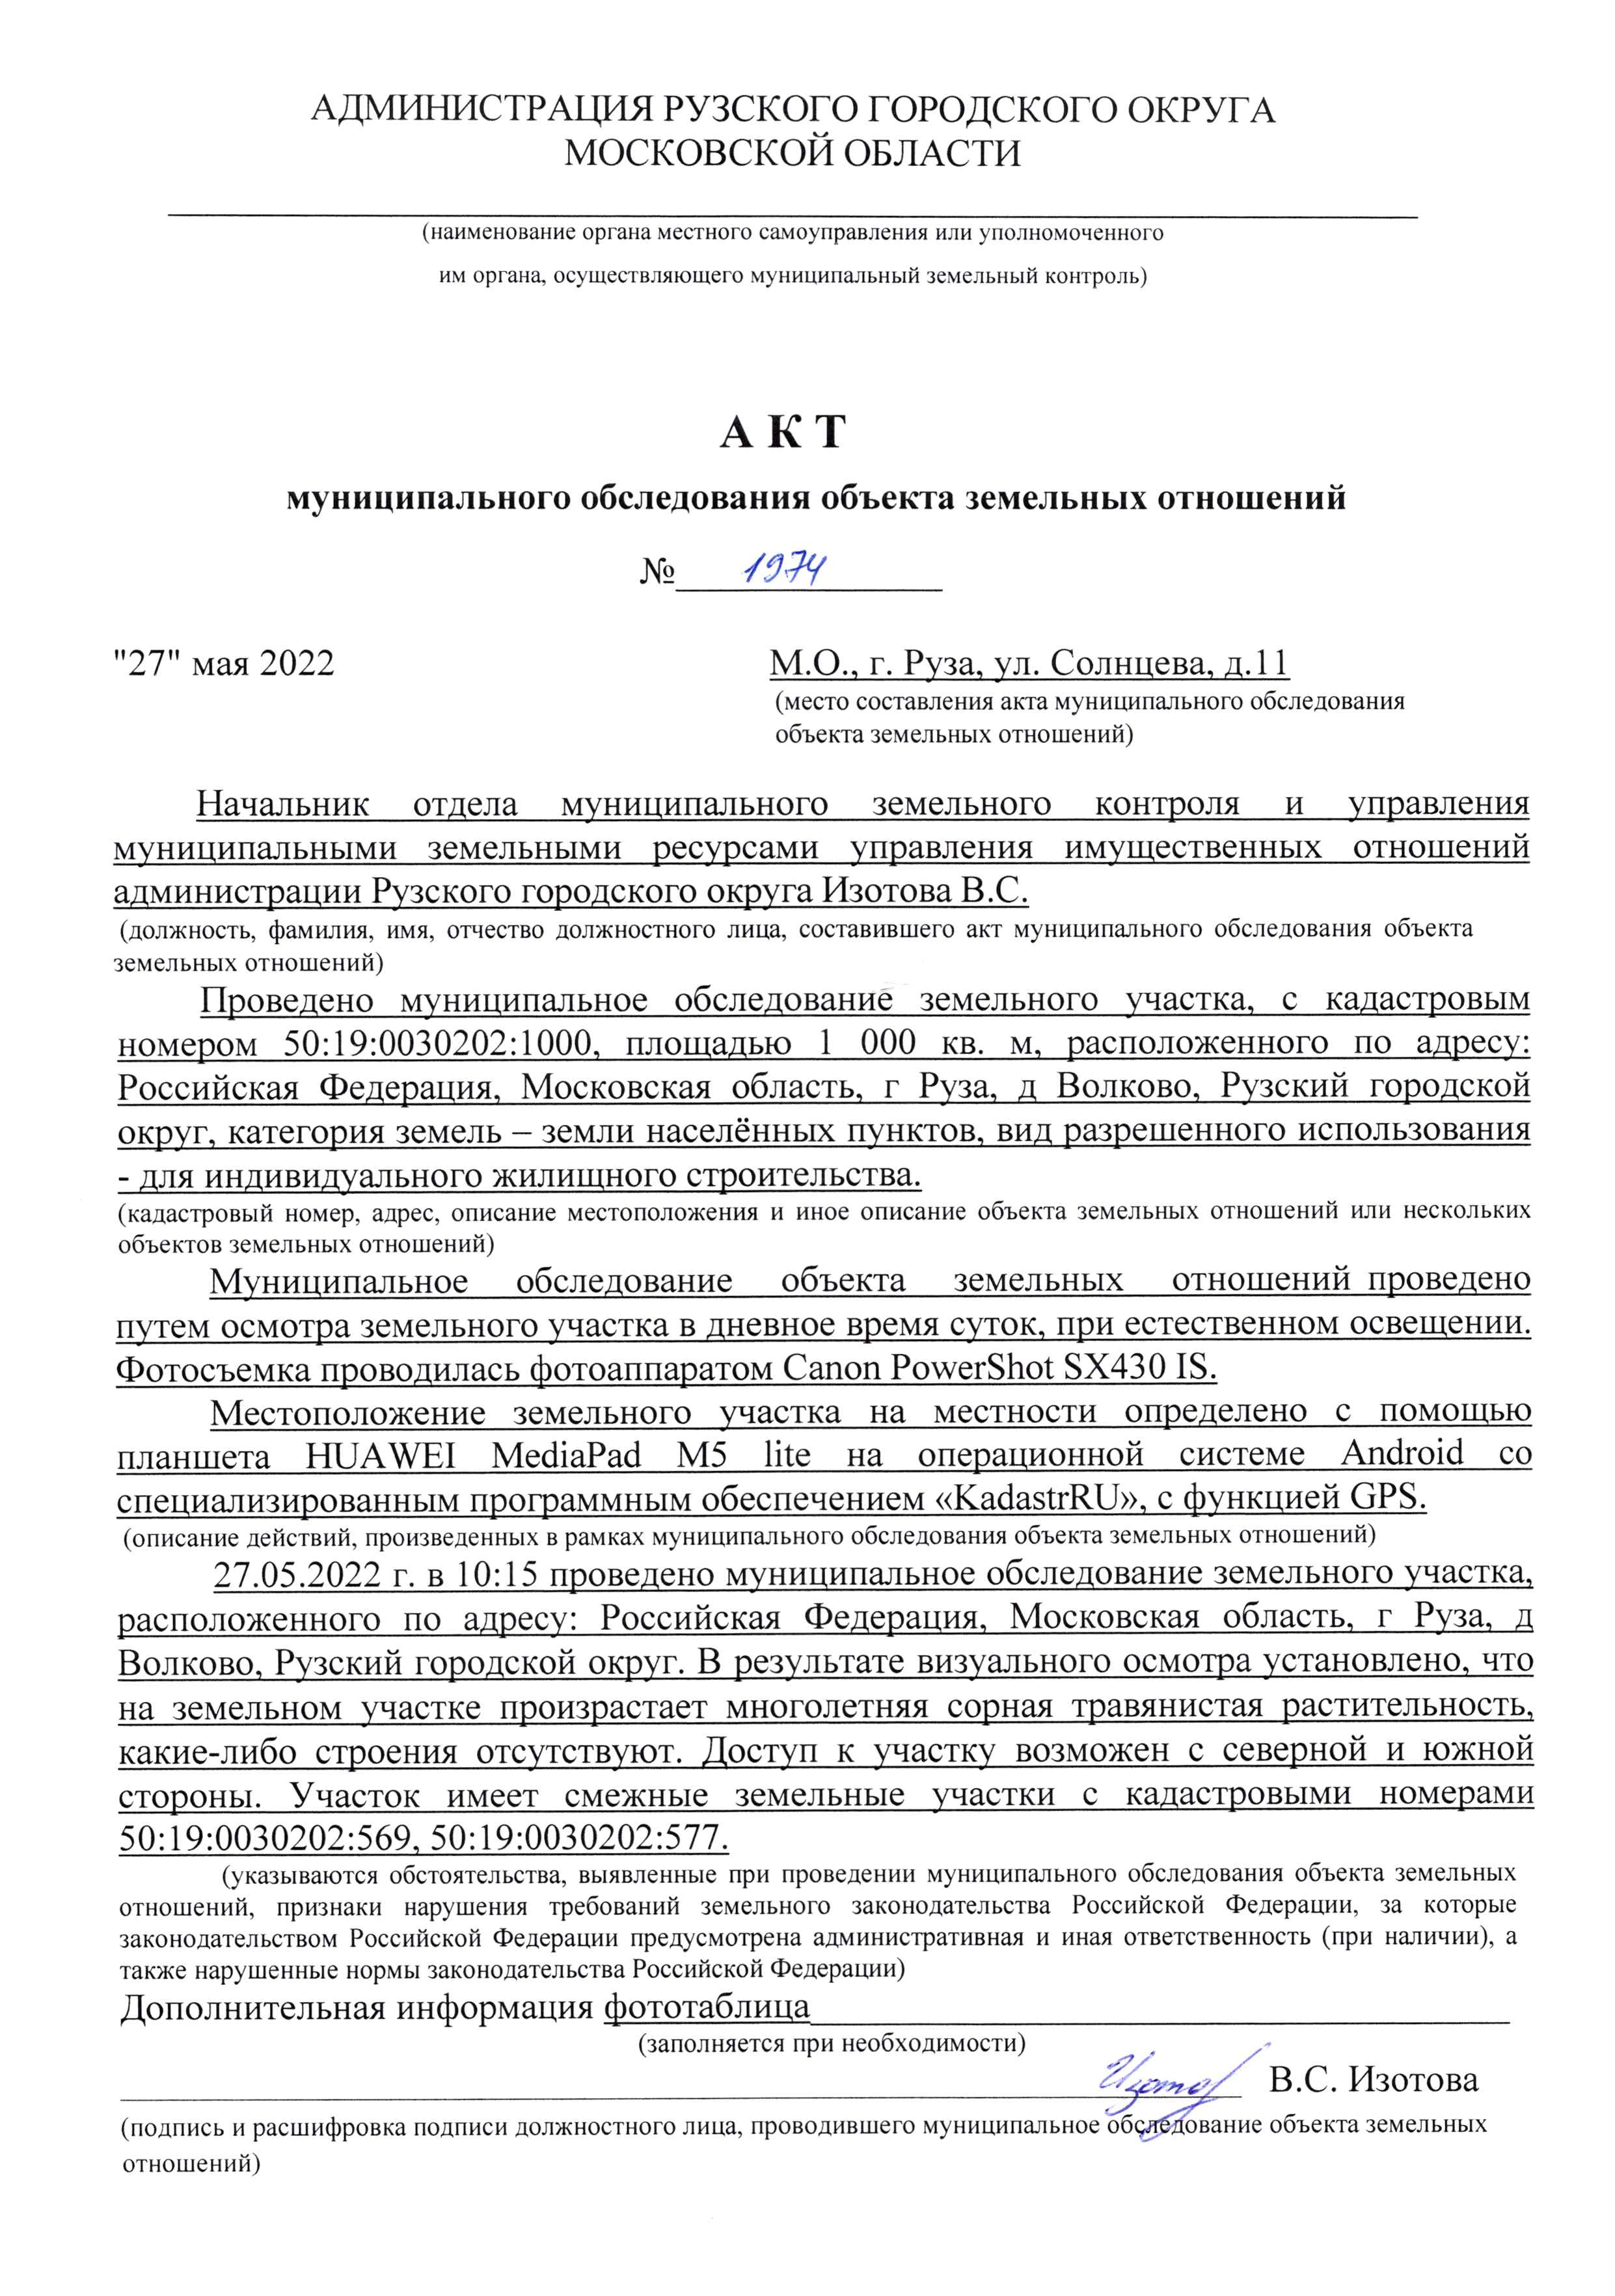 АДМИНИСТРАЦИЯ РУЗСКОГО ГОРОДСКОГО ОКРУГА
МОСКОВСКОЙ ОБЛАСТИ
(наименование органа местного самоуправления или уполномоченного
им органа, осуществляющего муниципальный земельный контроль)
А К Т
муниципального обследования объекта земельных отношений
№ 1974
"27" мая 2022 М.О., г. Руза, ул. Солнцева, д.11
(место составления акта муниципального обследования
объекта земельных отношений)
Начальник отдела муниципального земельного контроля и управления
муниципальными земельными ресурсами управления имущественных отношений
администрации Рузского городского округа Изотова В.С.
(должность, фамилия, имя, отчество должностного лица, составившего акт муниципального обследования объекта
земельных отношений)
Проведено муниципальное обследование земельного участка, с кадастровым
номером 50:19:0030202:1000, площадью 1 000 кв. м, расположенного по адресу:
Российская Федерация, Московская область, г Руза, д Волково, Рузский городской
округ, категория земель – земли населённых пунктов, вид разрешенного использования
- для индивидуального жилищного строительства.
(кадастровый номер, адрес, описание местоположения и иное описание объекта земельных отношений или нескольких
объектов земельных отношений)
Муниципальное обследование объекта земельных отношений проведено
путем осмотра земельного участка в дневное время суток, при естественном освещении.
Фотосъемка проводилась фотоаппаратом Canon PowerShot SX430 IS.
Местоположение земельного участка на местности определено с помощью
планшета HUAWEI MediaPad M5 lite на операционной системе Android со
специализированным программным обеспечением «KadastrRU», с функцией GPS.
(описание действий, произведенных в рамках муниципального обследования объекта земельных отношений)
27.05.2022 г. в 10:15 проведено муниципальное обследование земельного участка,
расположенного по адресу: Российская Федерация, Московская область, г Руза, д
Волково, Рузский городской округ. В результате визуального осмотра установлено, что
на земельном участке произрастает многолетняя сорная травянистая растительность,
какие-либо строения отсутствуют. Доступ к участку возможен с северной и южной
стороны. Участок имеет смежные земельные участки с кадастровыми номерами
50:19:0030202:569, 50:19:0030202:577.
(указываются обстоятельства, выявленные при проведении муниципального обследования объекта земельных
отношений, признаки нарушения требований земельного законодательства Российской Федерации, за которые
законодательством Российской Федерации предусмотрена административная и иная ответственность (при наличии), а
также нарушенные нормы законодательства Российской Федерации)
Дополнительная информация фототаблица
(заполняется при необходимости)
В.С. Изотова
(подпись и расшифровка подписи должностного лица, проводившего муниципальное обследование объекта земельных
отношений)